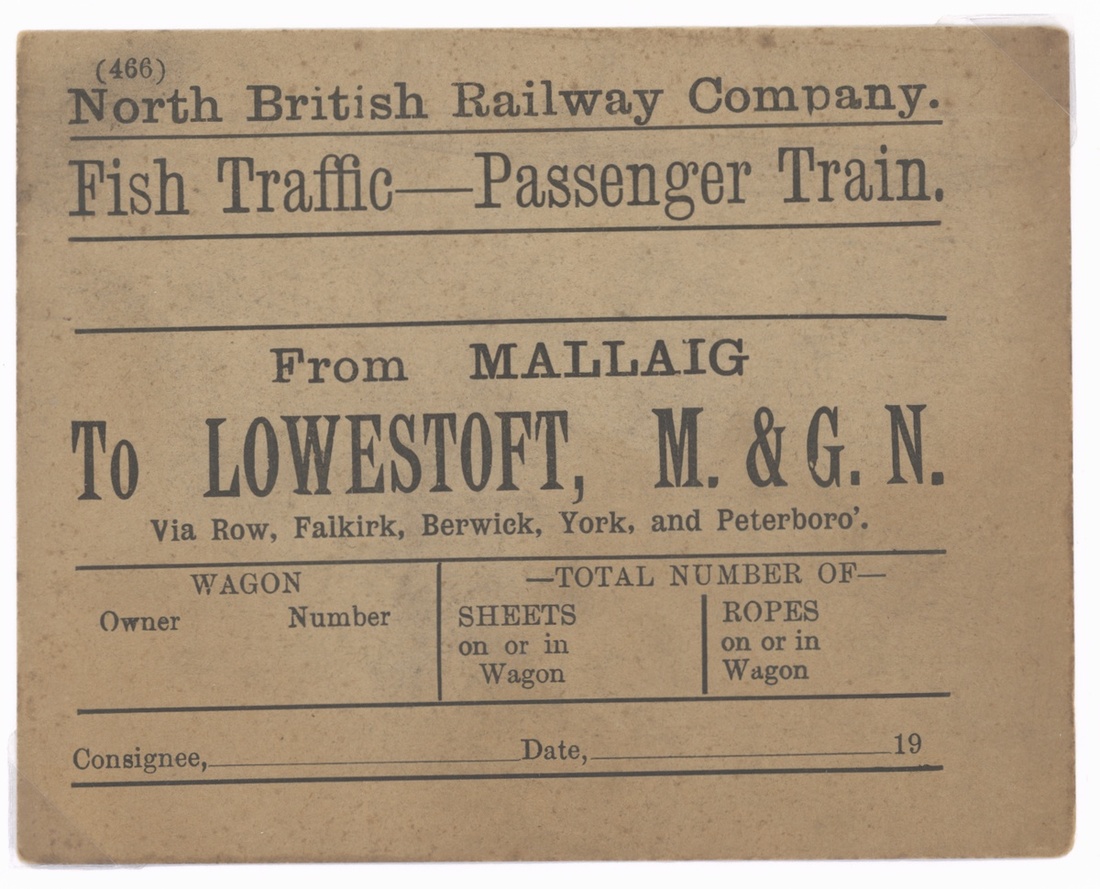 (466)
North British Railway Company.
Fish Traffic—Passenger Train.
From MALLAIG
To LOWESTOFT, M. & G. N.
Via Row, Falkirk, Berwick, York, and Peterboro'.
WAGON —TOTAL NUMBER OF—
Owner Number SHEETS ROPES
on or in on or in
Wagon Wagon
Consignee, Date, 19